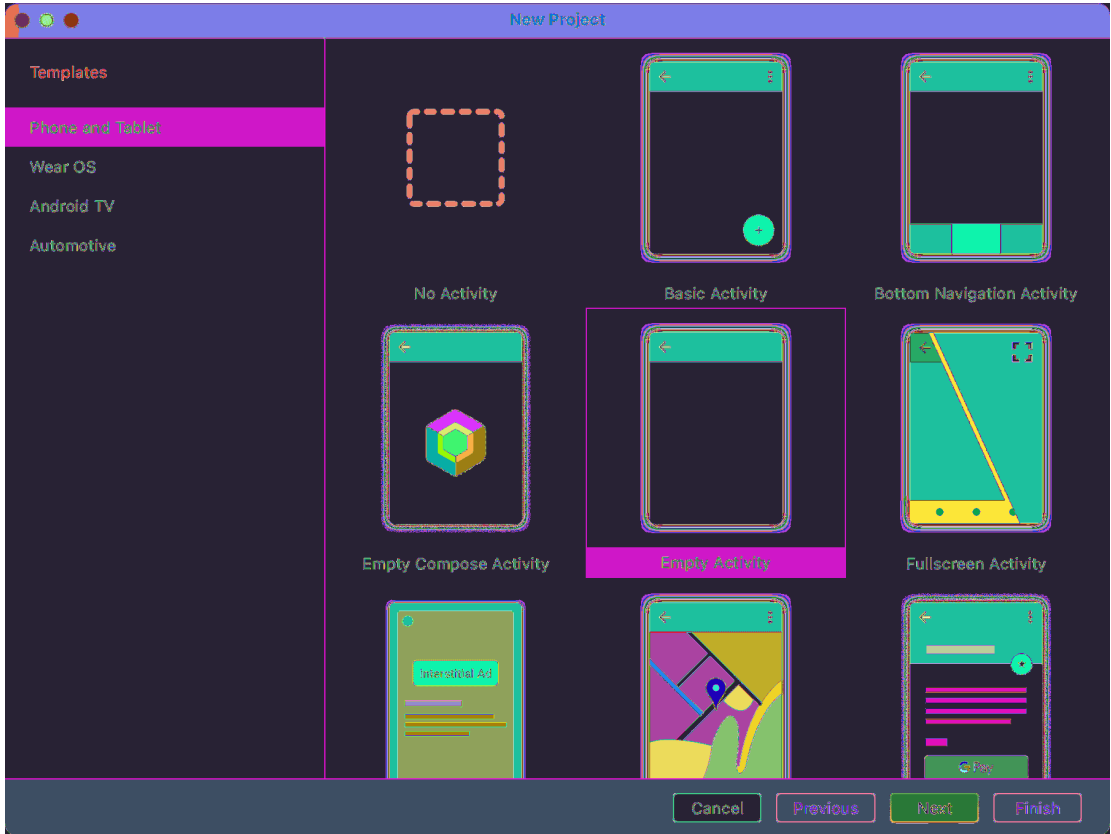 New Project
Templates
Phone and Tablet
Wear OS
Android TV
Automotive
No Activity
Basic Activity
Bottom Navigation Activity
Empty Compose Activity
Empty Activity
Fullscreen Activity
Interstitial Ad
G Pay
Cancel
Previous
Next
Finish